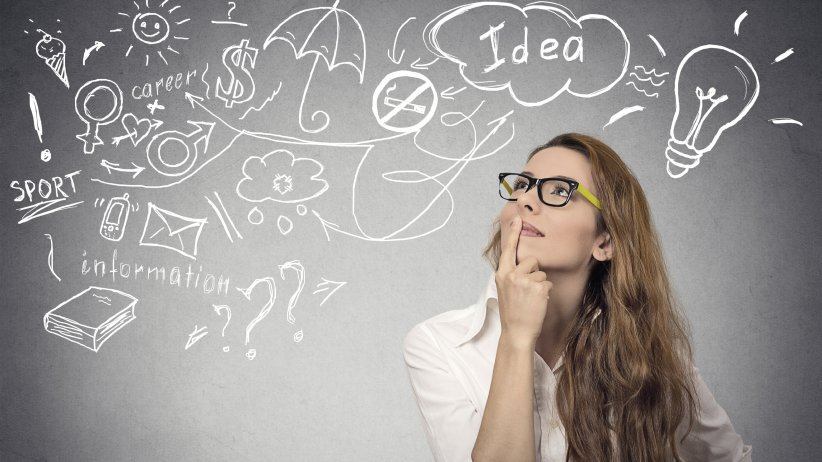 ?
Idea
$
career
!
SPORT
information
? ? ?